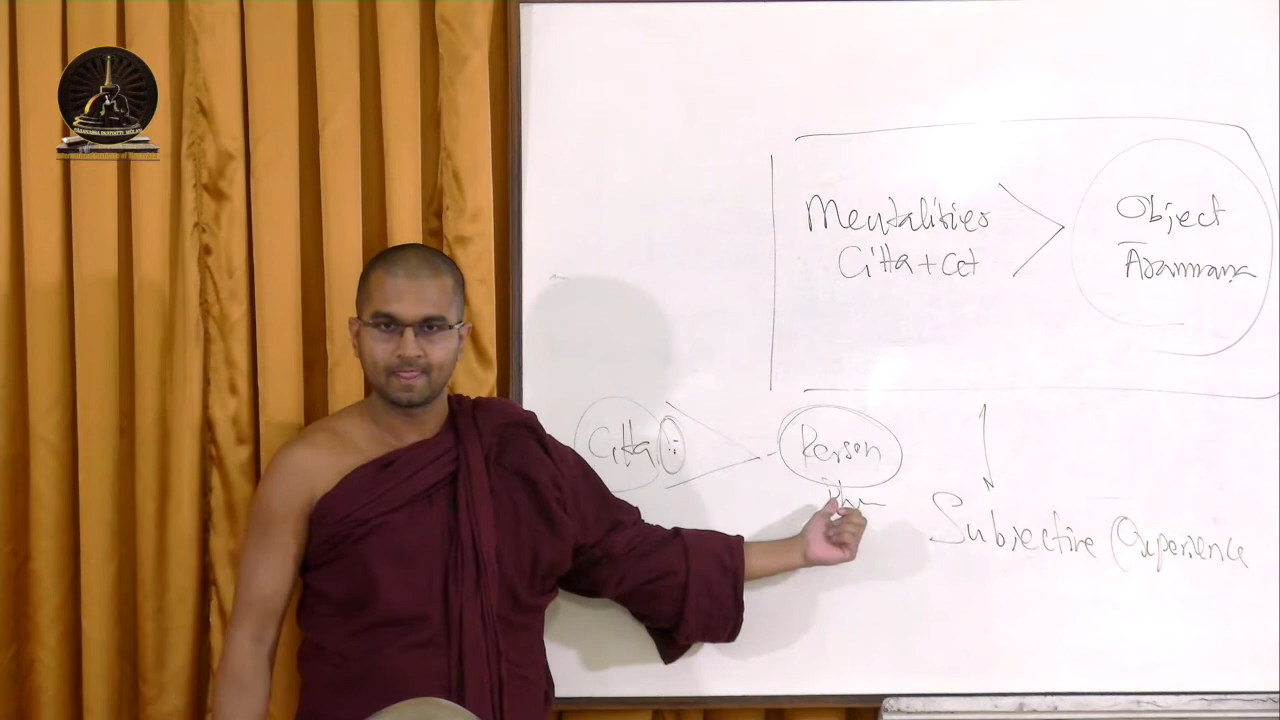 Mentalities
Citta + Cet
Object
Ārammaṇa
Citta
Person
Subjective Experience